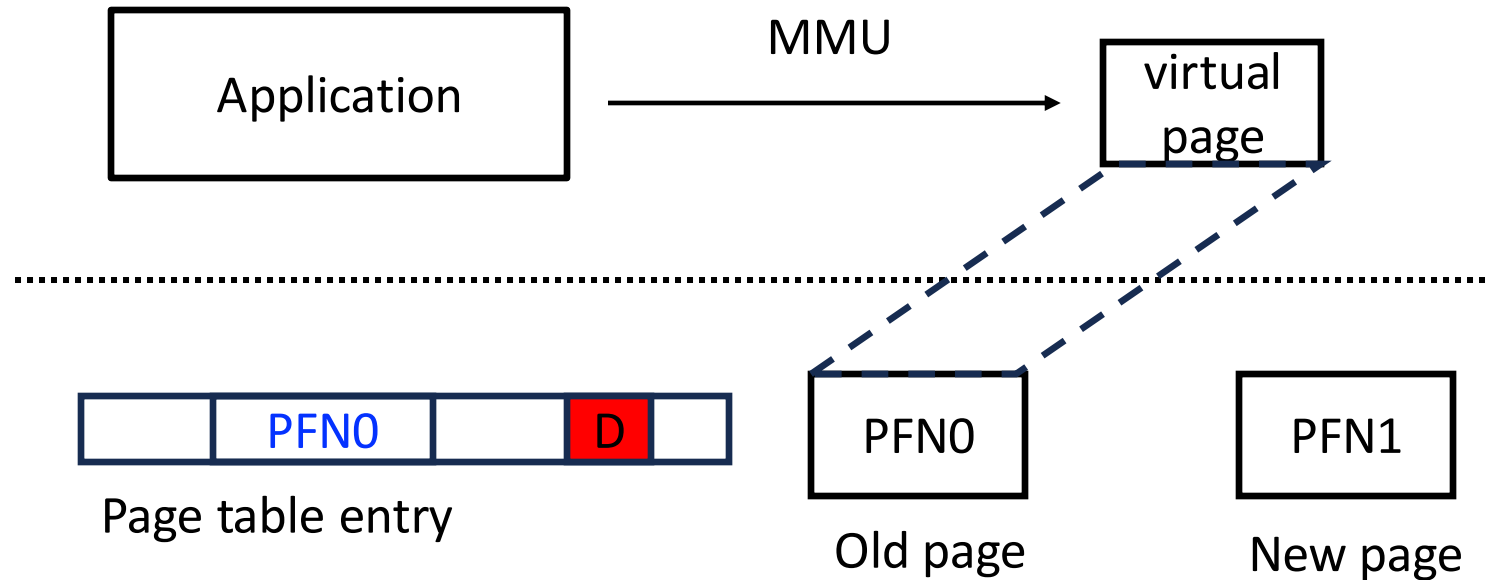 Application
MMU
virtual
page
PFN0
D
PFN0
PFN1
Page table entry
Old page
New page